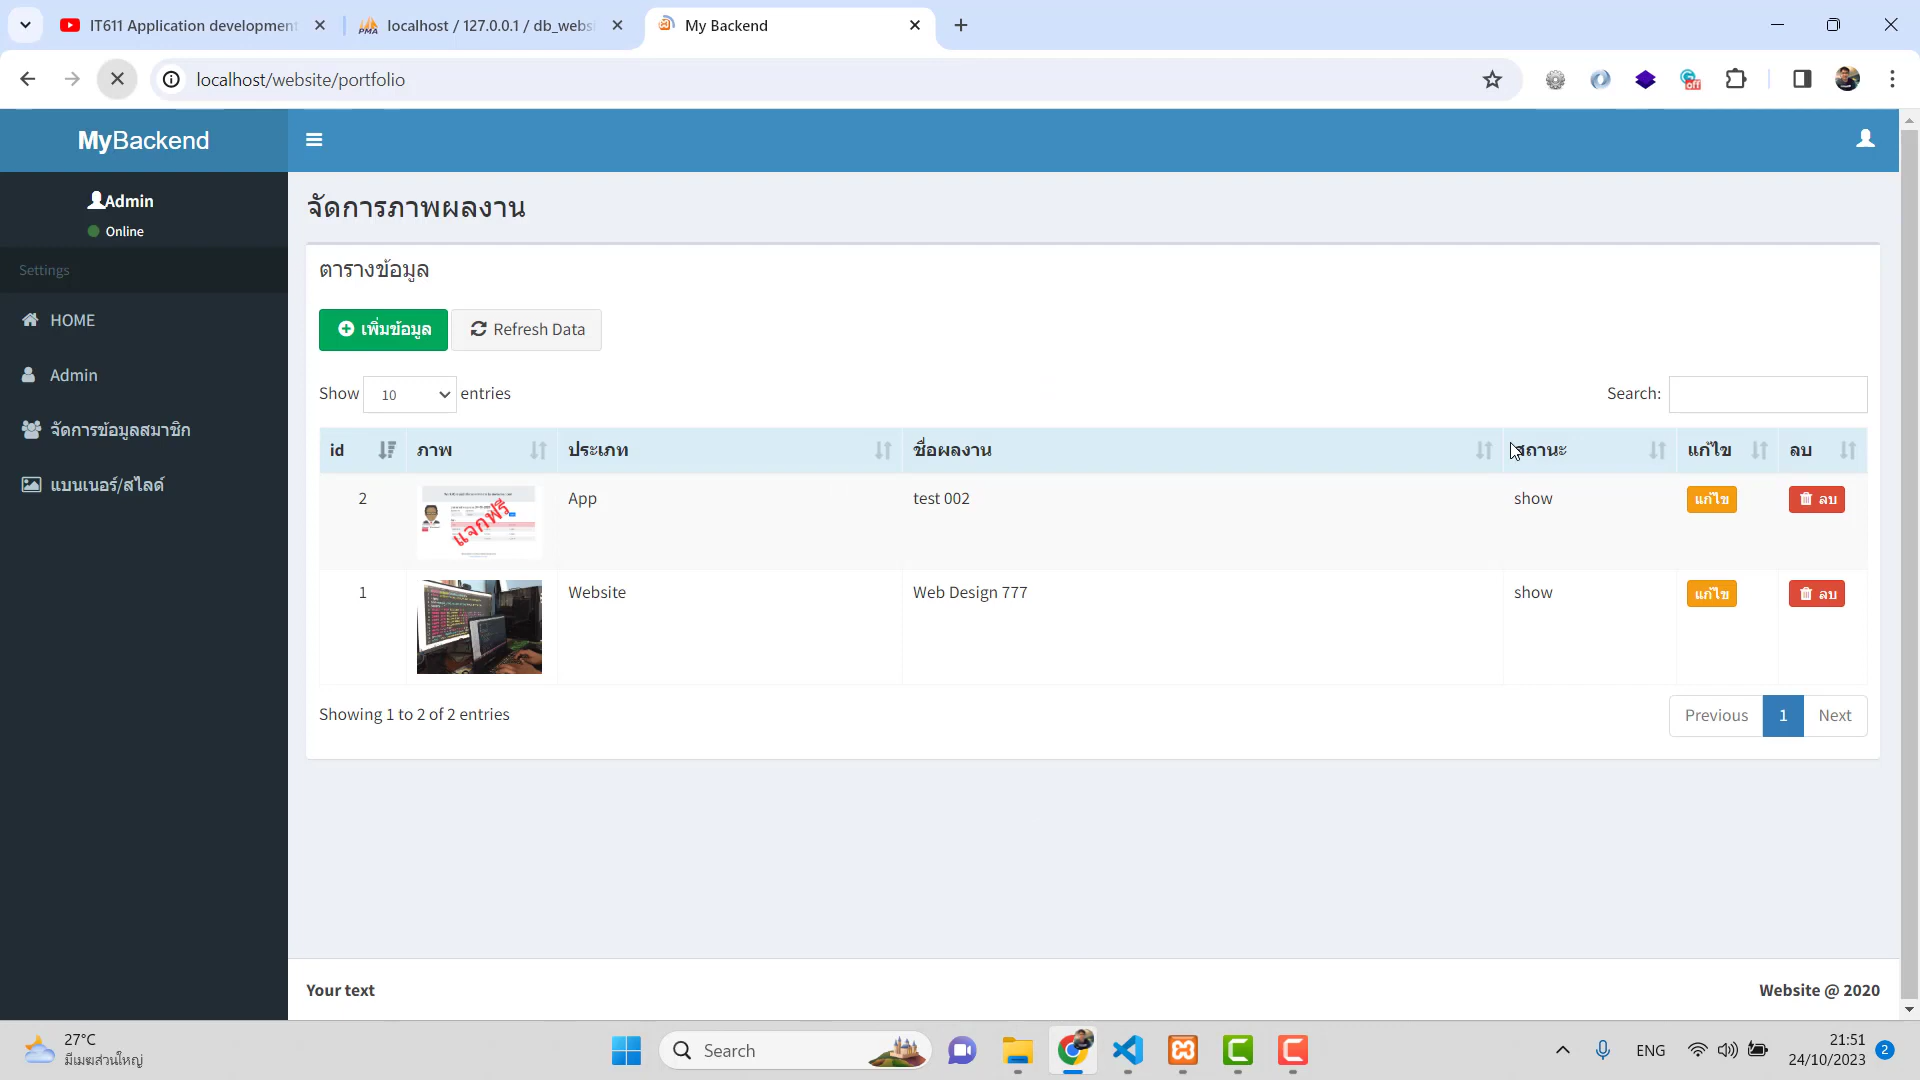 IT611 Application development
localhost / 127.0.0.1 / db_webs
My Backend
localhost/website/portfolio
off
MyBackend
Admin
Online
Settings
HOME
Admin
จัดการข้อมูลสมาชิก
แบนเนอร์/สไลด์
จัดการภาพผลงาน
ตารางข้อมูล
เพิ่มข้อมูล
Refresh Data
Show 10 entries
Search:
id ภาพ ประเภท ชื่อผลงาน สถานะ แก้ไข ลบ
2 แจกฟรี App test 002 show แก้ไข ลบ
1 Website Web Design 777 show แก้ไข ลบ
Showing 1 to 2 of 2 entries
Previous 1 Next
Your text
Website @ 2020
27°C
มีเมฆส่วนใหญ่
Search
ENG
21:51
24/10/2023
2